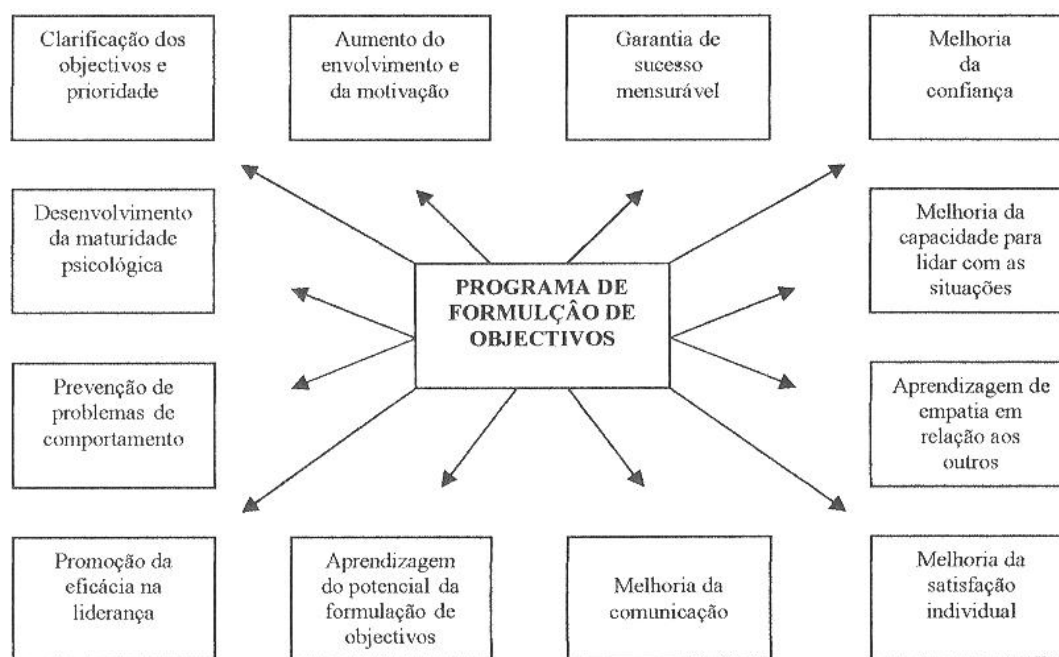 Clarificação dos
objectivos e
prioridade
Aumento do
envolvimento e
da motivação
Garantia de
sucesso
mensurável
Melhoria
da
confiança
Desenvolvimento
da maturidade
psicológica
PROGRAMA DE
FORMULÇÂO DE
OBJECTIVOS
Melhoria da
capacidade para
lidar com as
situações
Prevenção de
problemas de
comportamento
Aprendizagem de
empatia em
relação aos
outros
Promoção da
eficácia na
liderança
Aprendizagem
do potencial da
formulação de
objectivos
Melhoria da
comunicação
Melhoria da
satisfação
individual